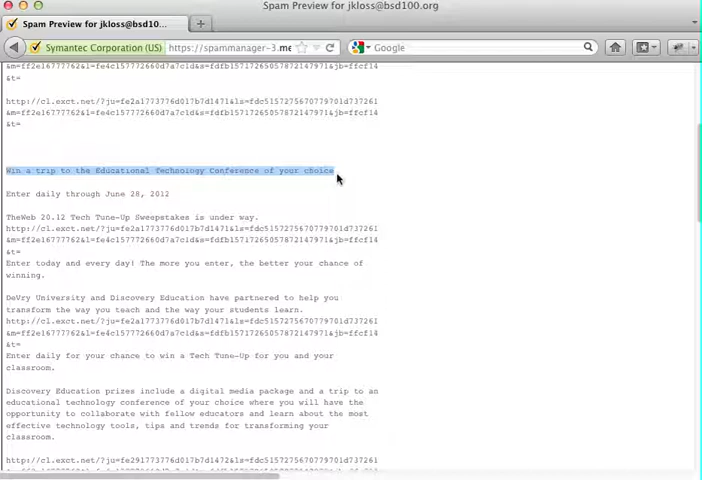 Spam Preview for jkloss@bsd100.org
Spam Preview for jkloss@bsd10...
Symantec Corporation (US)
https://spammanager-3.me
Google
&m=ff2e16777762&l=fe4c157772660d7a7c1d&s=fdfb15717265057872147971&jb=ffcf14
&t=
http://cl.exct.net/?ju=fe2a1773776d017b7d1471&ls=fdc5157275670779701d737261
&m=ff2e16777762&l=fe4c157772660d7a7c1d&s=fdfb15717265057872147971&jb=ffcf14
&t=
Win a trip to the Educational Technology Conference of your choice
Enter daily through June 28, 2012
TheWeb 20.12 Tech Tune-Up Sweepstakes is under way.
http://cl.exct.net/?ju=fe2a1773776d017b7d1471&ls=fdc5157275670779701d737261
&m=ff2e16777762&l=fe4c157772660d7a7c1d&s=fdfb15717265057872147971&jb=ffcf14
&t=
Enter today and every day! The more you enter, the better your chance of
winning.
DeVry University and Discovery Education have partnered to help you
transform the way you teach and the way your students learn.
http://cl.exct.net/?ju=fe2a1773776d017b7d1471&ls=fdc5157275670779701d737261
&m=ff2e16777762&l=fe4c157772660d7a7c1d&s=fdfb15717265057872147971&jb=ffcf14
&t=
Enter daily for your chance to win a Tech Tune-Up for you and your
classroom.
Discovery Education prizes include a digital media package and a trip to an
educational technology conference of your choice where you will have the
opportunity to collaborate with fellow educators and learn about the most
effective technology tools, tips and trends for transforming your
classroom.
http://cl.exct.net/?ju=fe291773776d017b7d1472&ls=fdc5157275670779701d737261